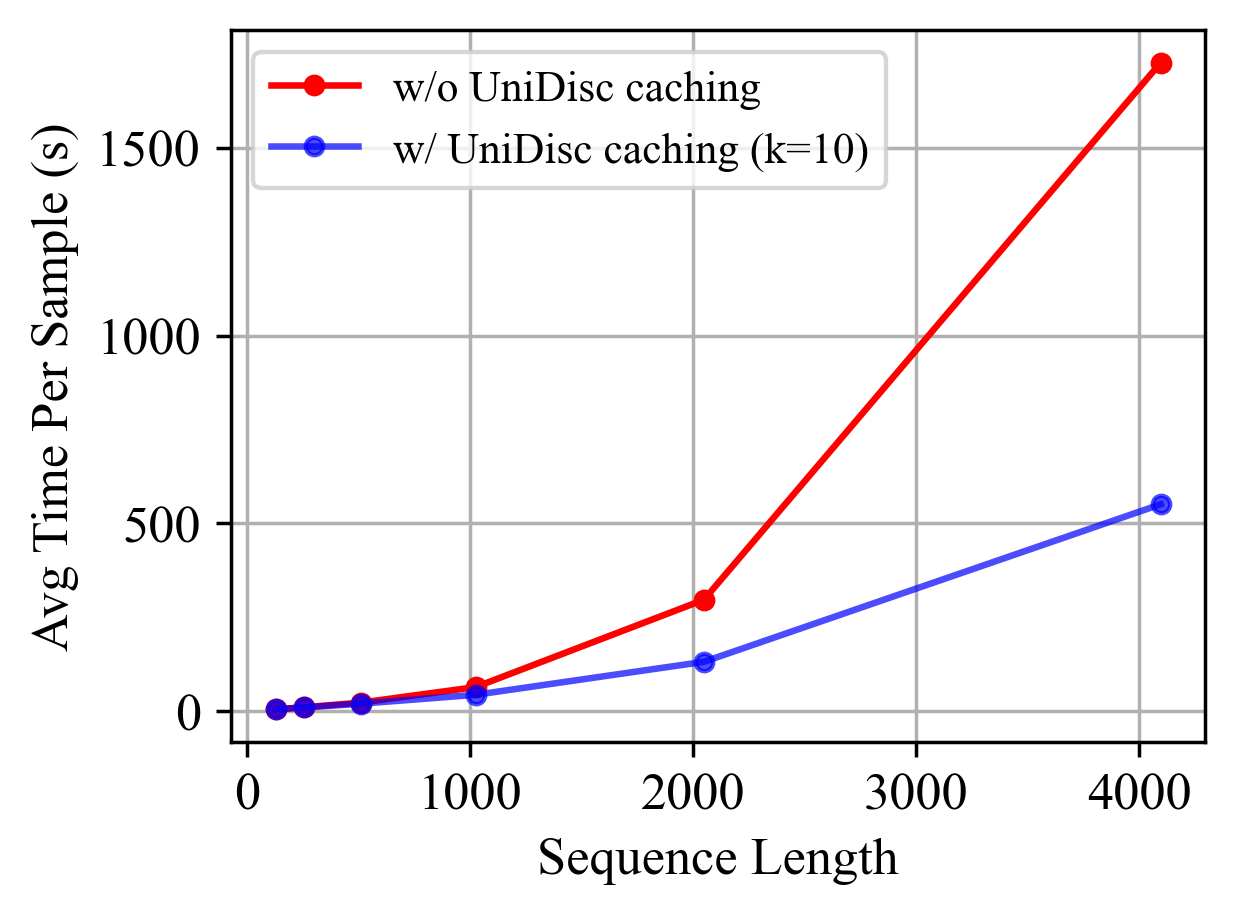 w/o UniDisc caching
w/ UniDisc caching (k=10)
Avg Time Per Sample (s)
1500
1000
500
0
0 1000 2000 3000 4000
Sequence Length